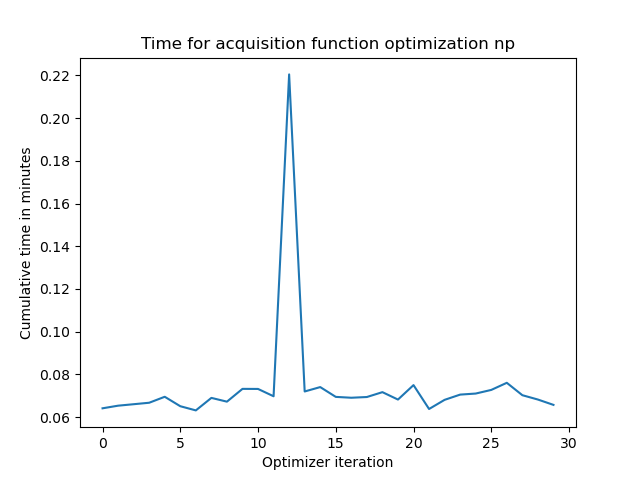 Time for acquisition function optimization np
Cumulative time in minutes
0.22
0.20
0.18
0.16
0.14
0.12
0.10
0.08
0.06
0 5 10 15 20 25 30
Optimizer iteration